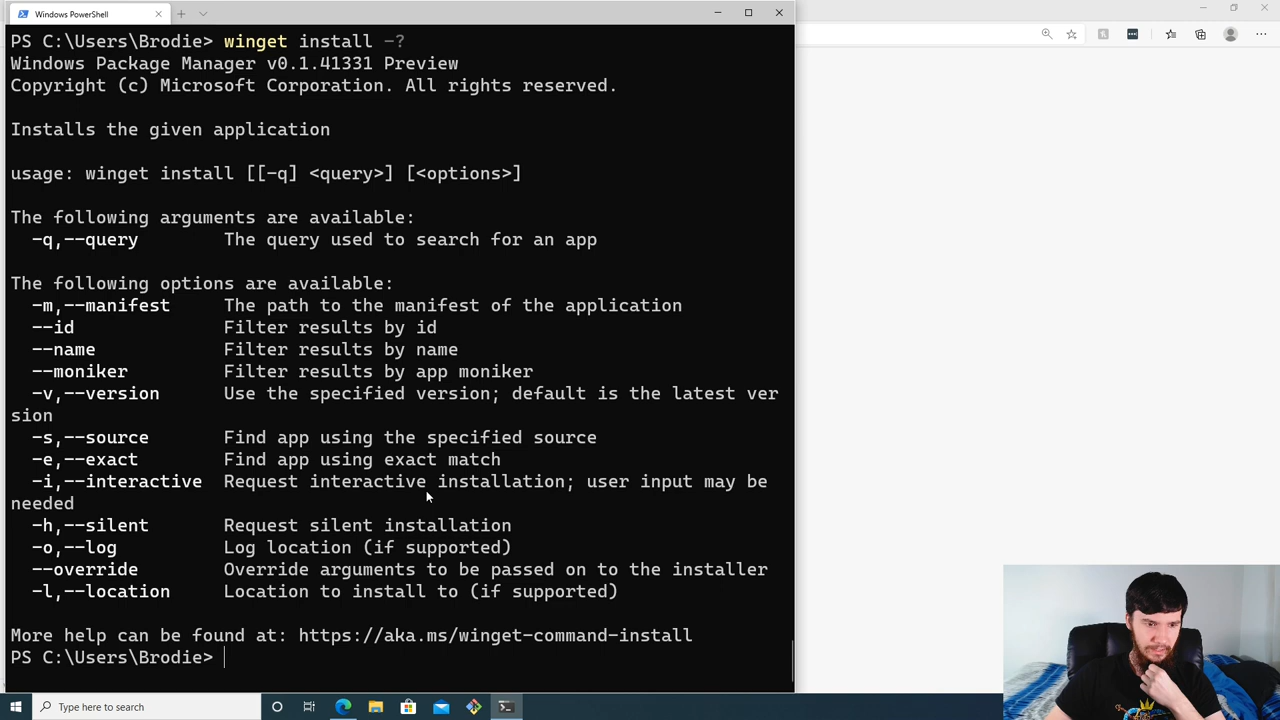 Windows PowerShell
PS C:\Users\Brodie> winget install -?
Windows Package Manager v0.1.41331 Preview
Copyright (c) Microsoft Corporation. All rights reserved.
Installs the given application
usage: winget install [[-q] <query>] [<options>]
The following arguments are available:
-q,--query The query used to search for an app
The following options are available:
-m,--manifest The path to the manifest of the application
--id Filter results by id
--name Filter results by name
--moniker Filter results by app moniker
-v,--version Use the specified version; default is the latest ver
sion
-s,--source Find app using the specified source
-e,--exact Find app using exact match
-i,--interactive Request interactive installation; user input may be
needed
-h,--silent Request silent installation
-o,--log Log location (if supported)
--override Override arguments to be passed on to the installer
-l,--location Location to install to (if supported)
More help can be found at: https://aka.ms/winget-command-install
PS C:\Users\Brodie>
Type here to search